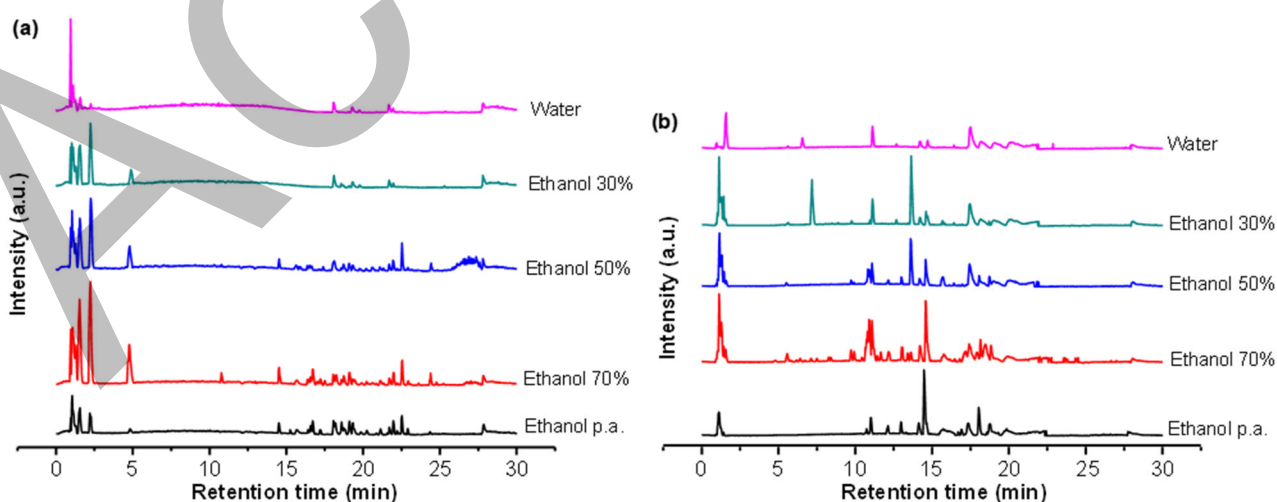 (a)
Intensity (a.u.)
Water
Ethanol 30%
Ethanol 50%
Ethanol 70%
Ethanol p.a.
0 5 10 15 20 25 30
Retention time (min)
(b)
Intensity (a.u.)
Water
Ethanol 30%
Ethanol 50%
Ethanol 70%
Ethanol p.a.
0 5 10 15 20 25 30
Retention time (min)